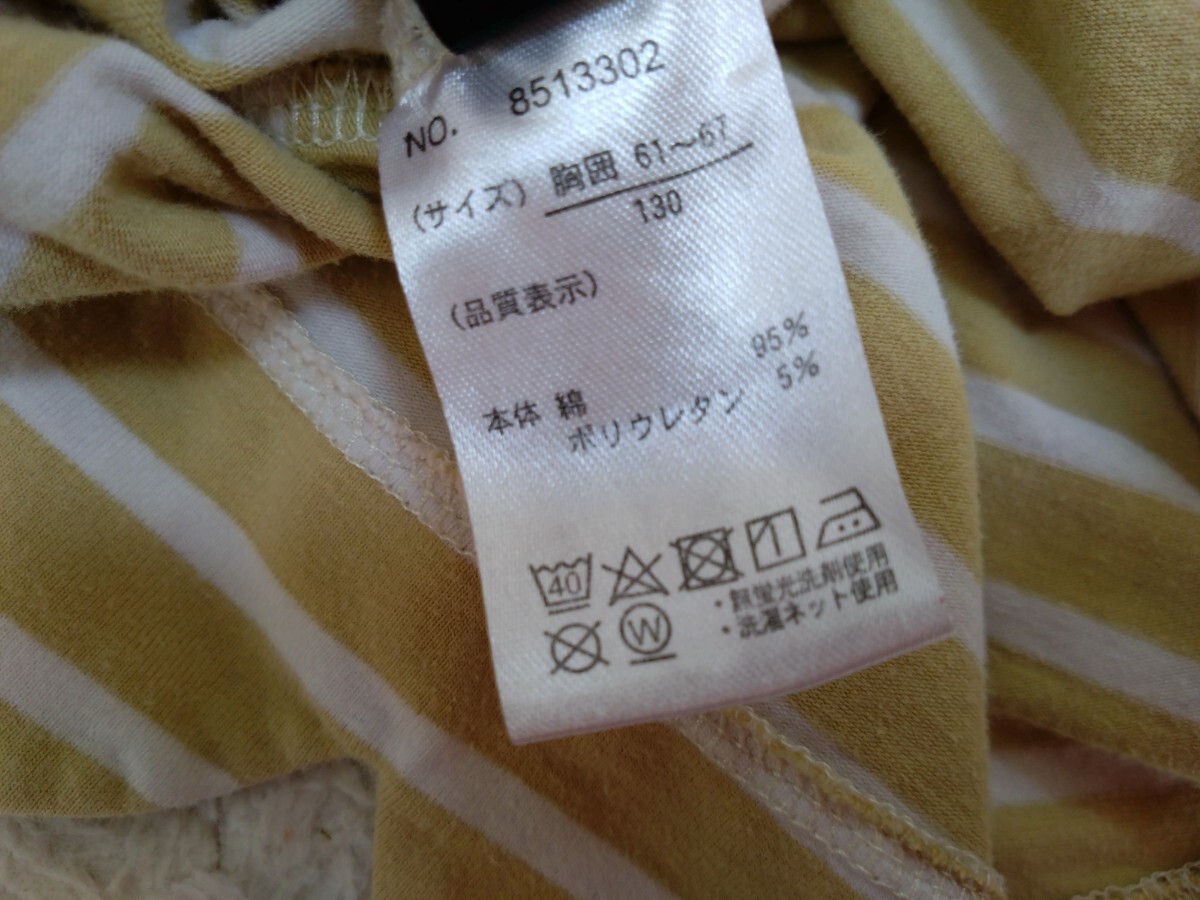 NO. 8513302
(サイズ) 胸囲 61〜67
130
(品質表示)
本体 綿 95%
ポリウレタン 5%
40
・無蛍光洗剤使用
・洗濯ネット使用
W